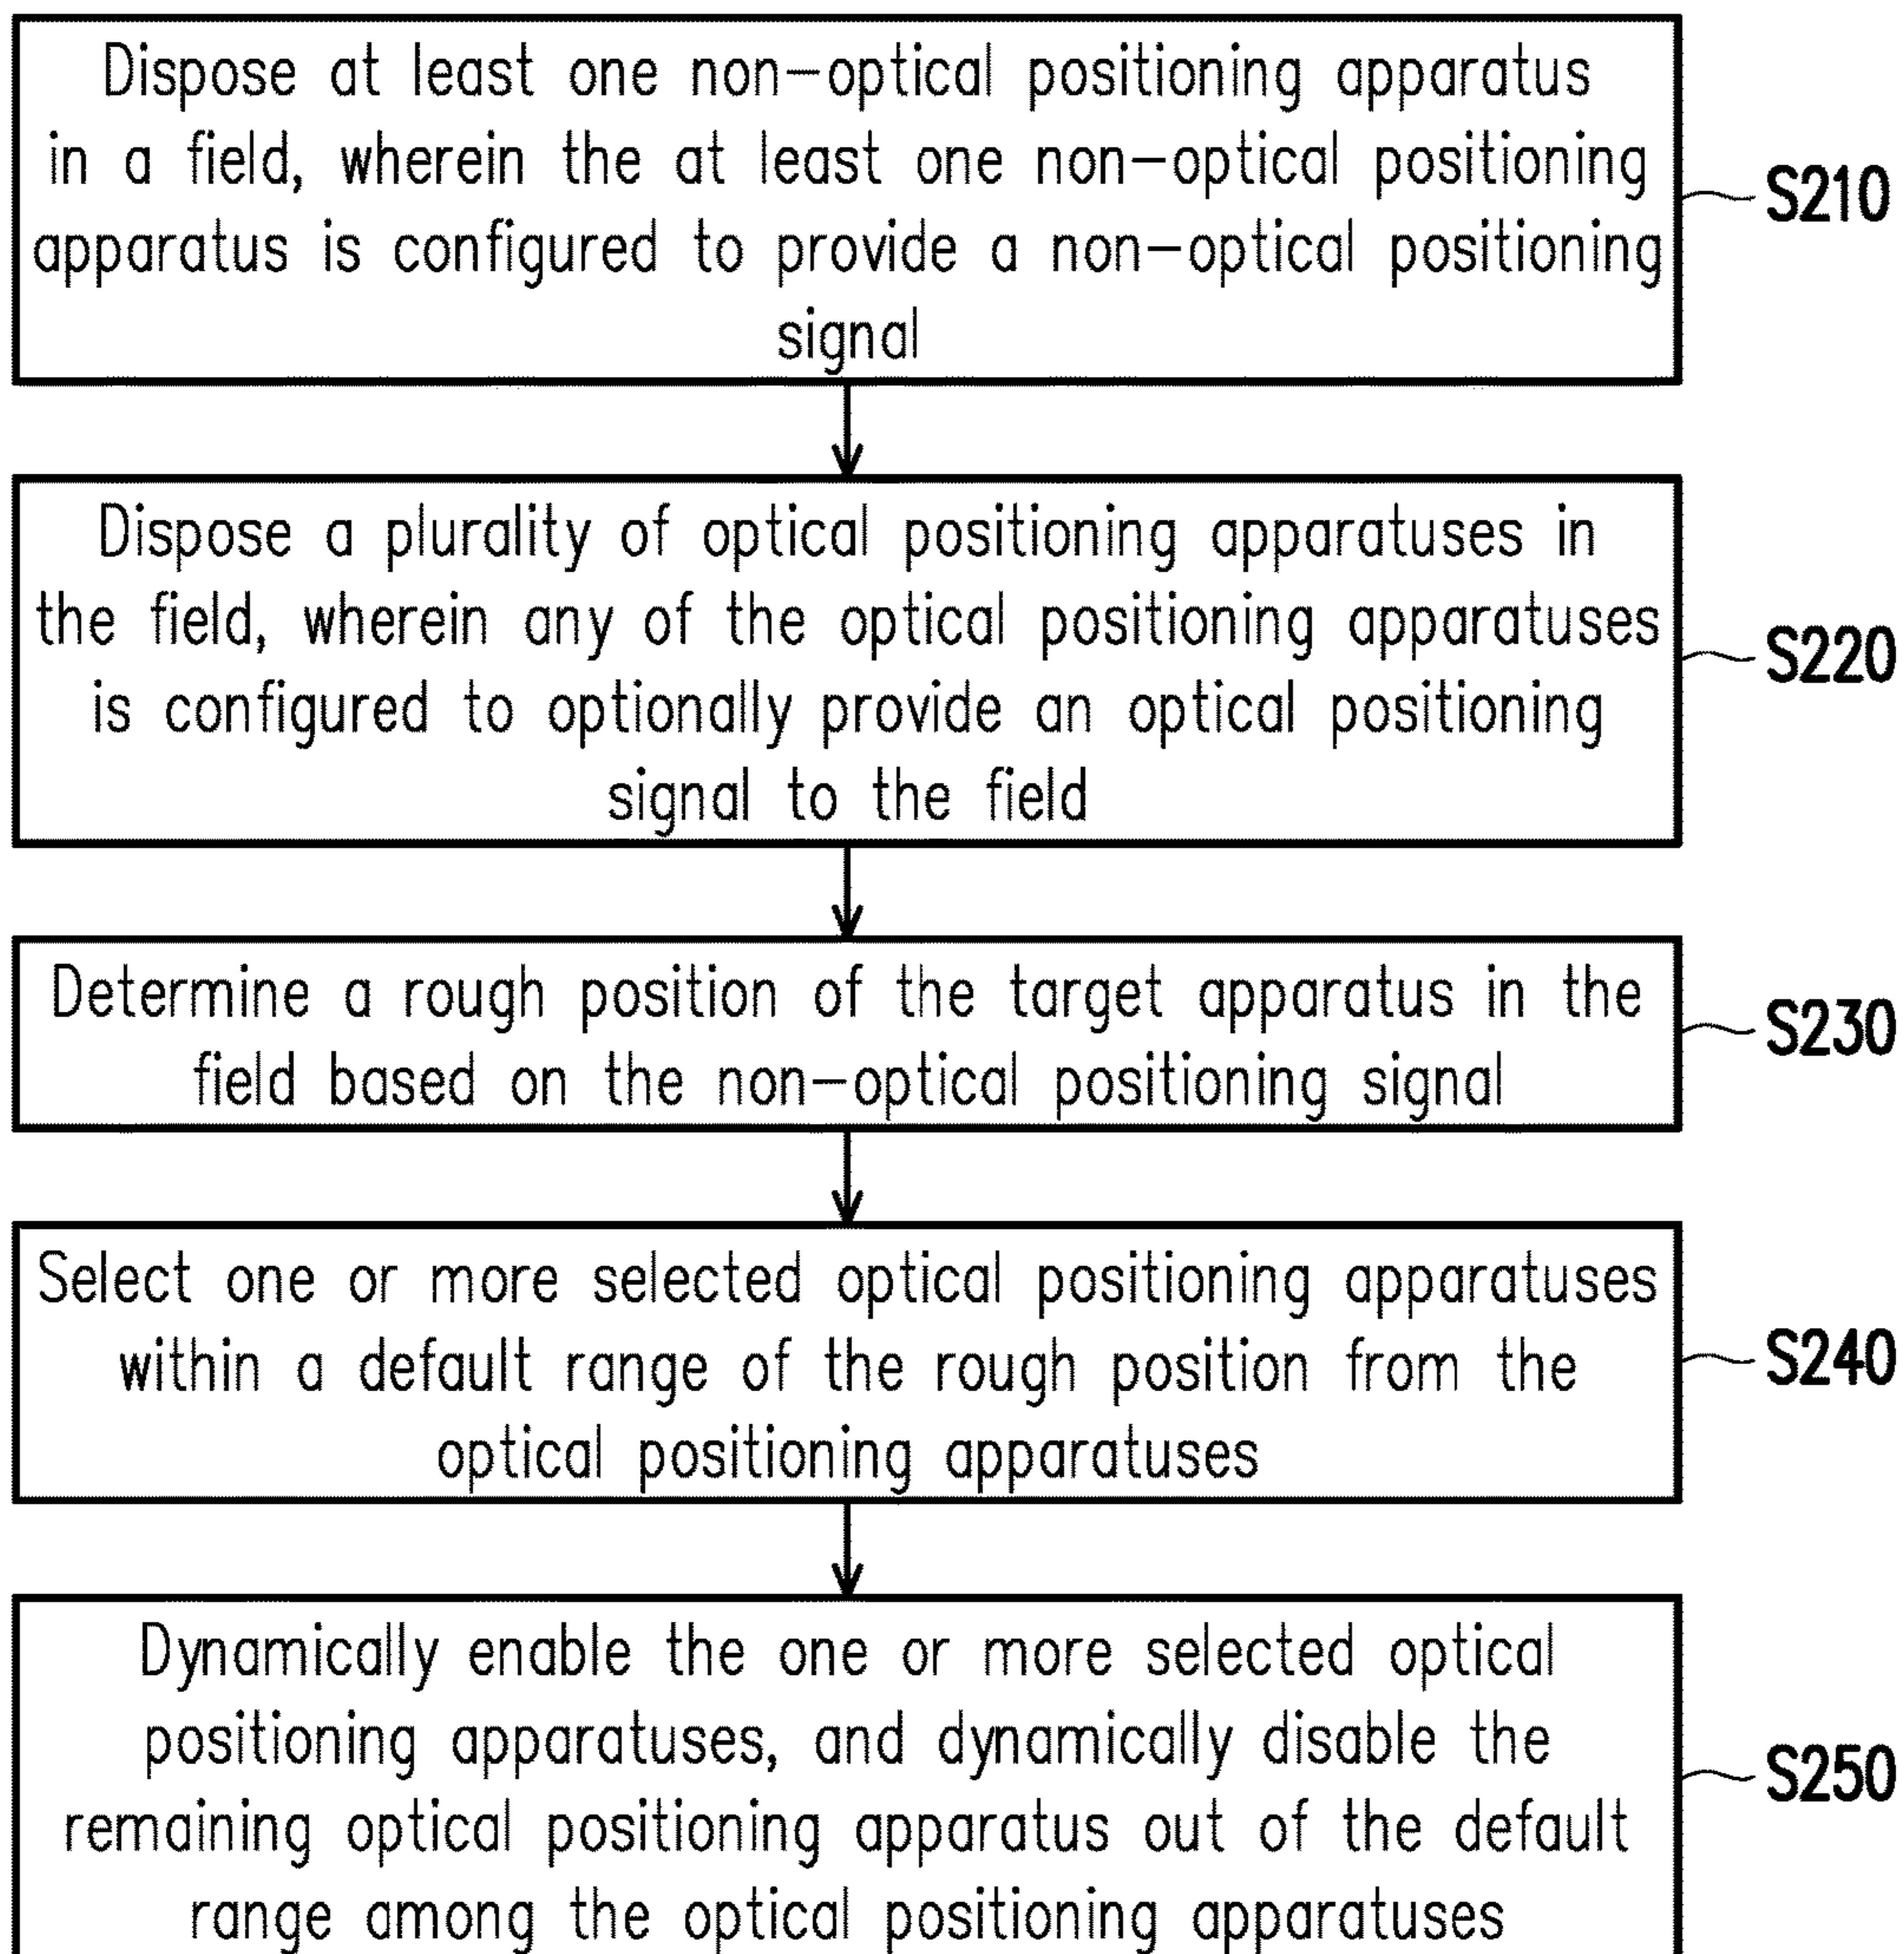 Dispose at least one non-optical positioning apparatus
in a field, wherein the at least one non-optical positioning
apparatus is configured to provide a non-optical positioning
signal
S210
Dispose a plurality of optical positioning apparatuses in
the field, wherein any of the optical positioning apparatuses
is configured to optionally provide an optical positioning
signal to the field
S220
Determine a rough position of the target apparatus in the
field based on the non-optical positioning signal
S230
Select one or more selected optical positioning apparatuses
within a default range of the rough position from the
optical positioning apparatuses
S240
Dynamically enable the one or more selected optical
positioning apparatuses, and dynamically disable the
remaining optical positioning apparatus out of the default
range among the optical positioning apparatuses
S250